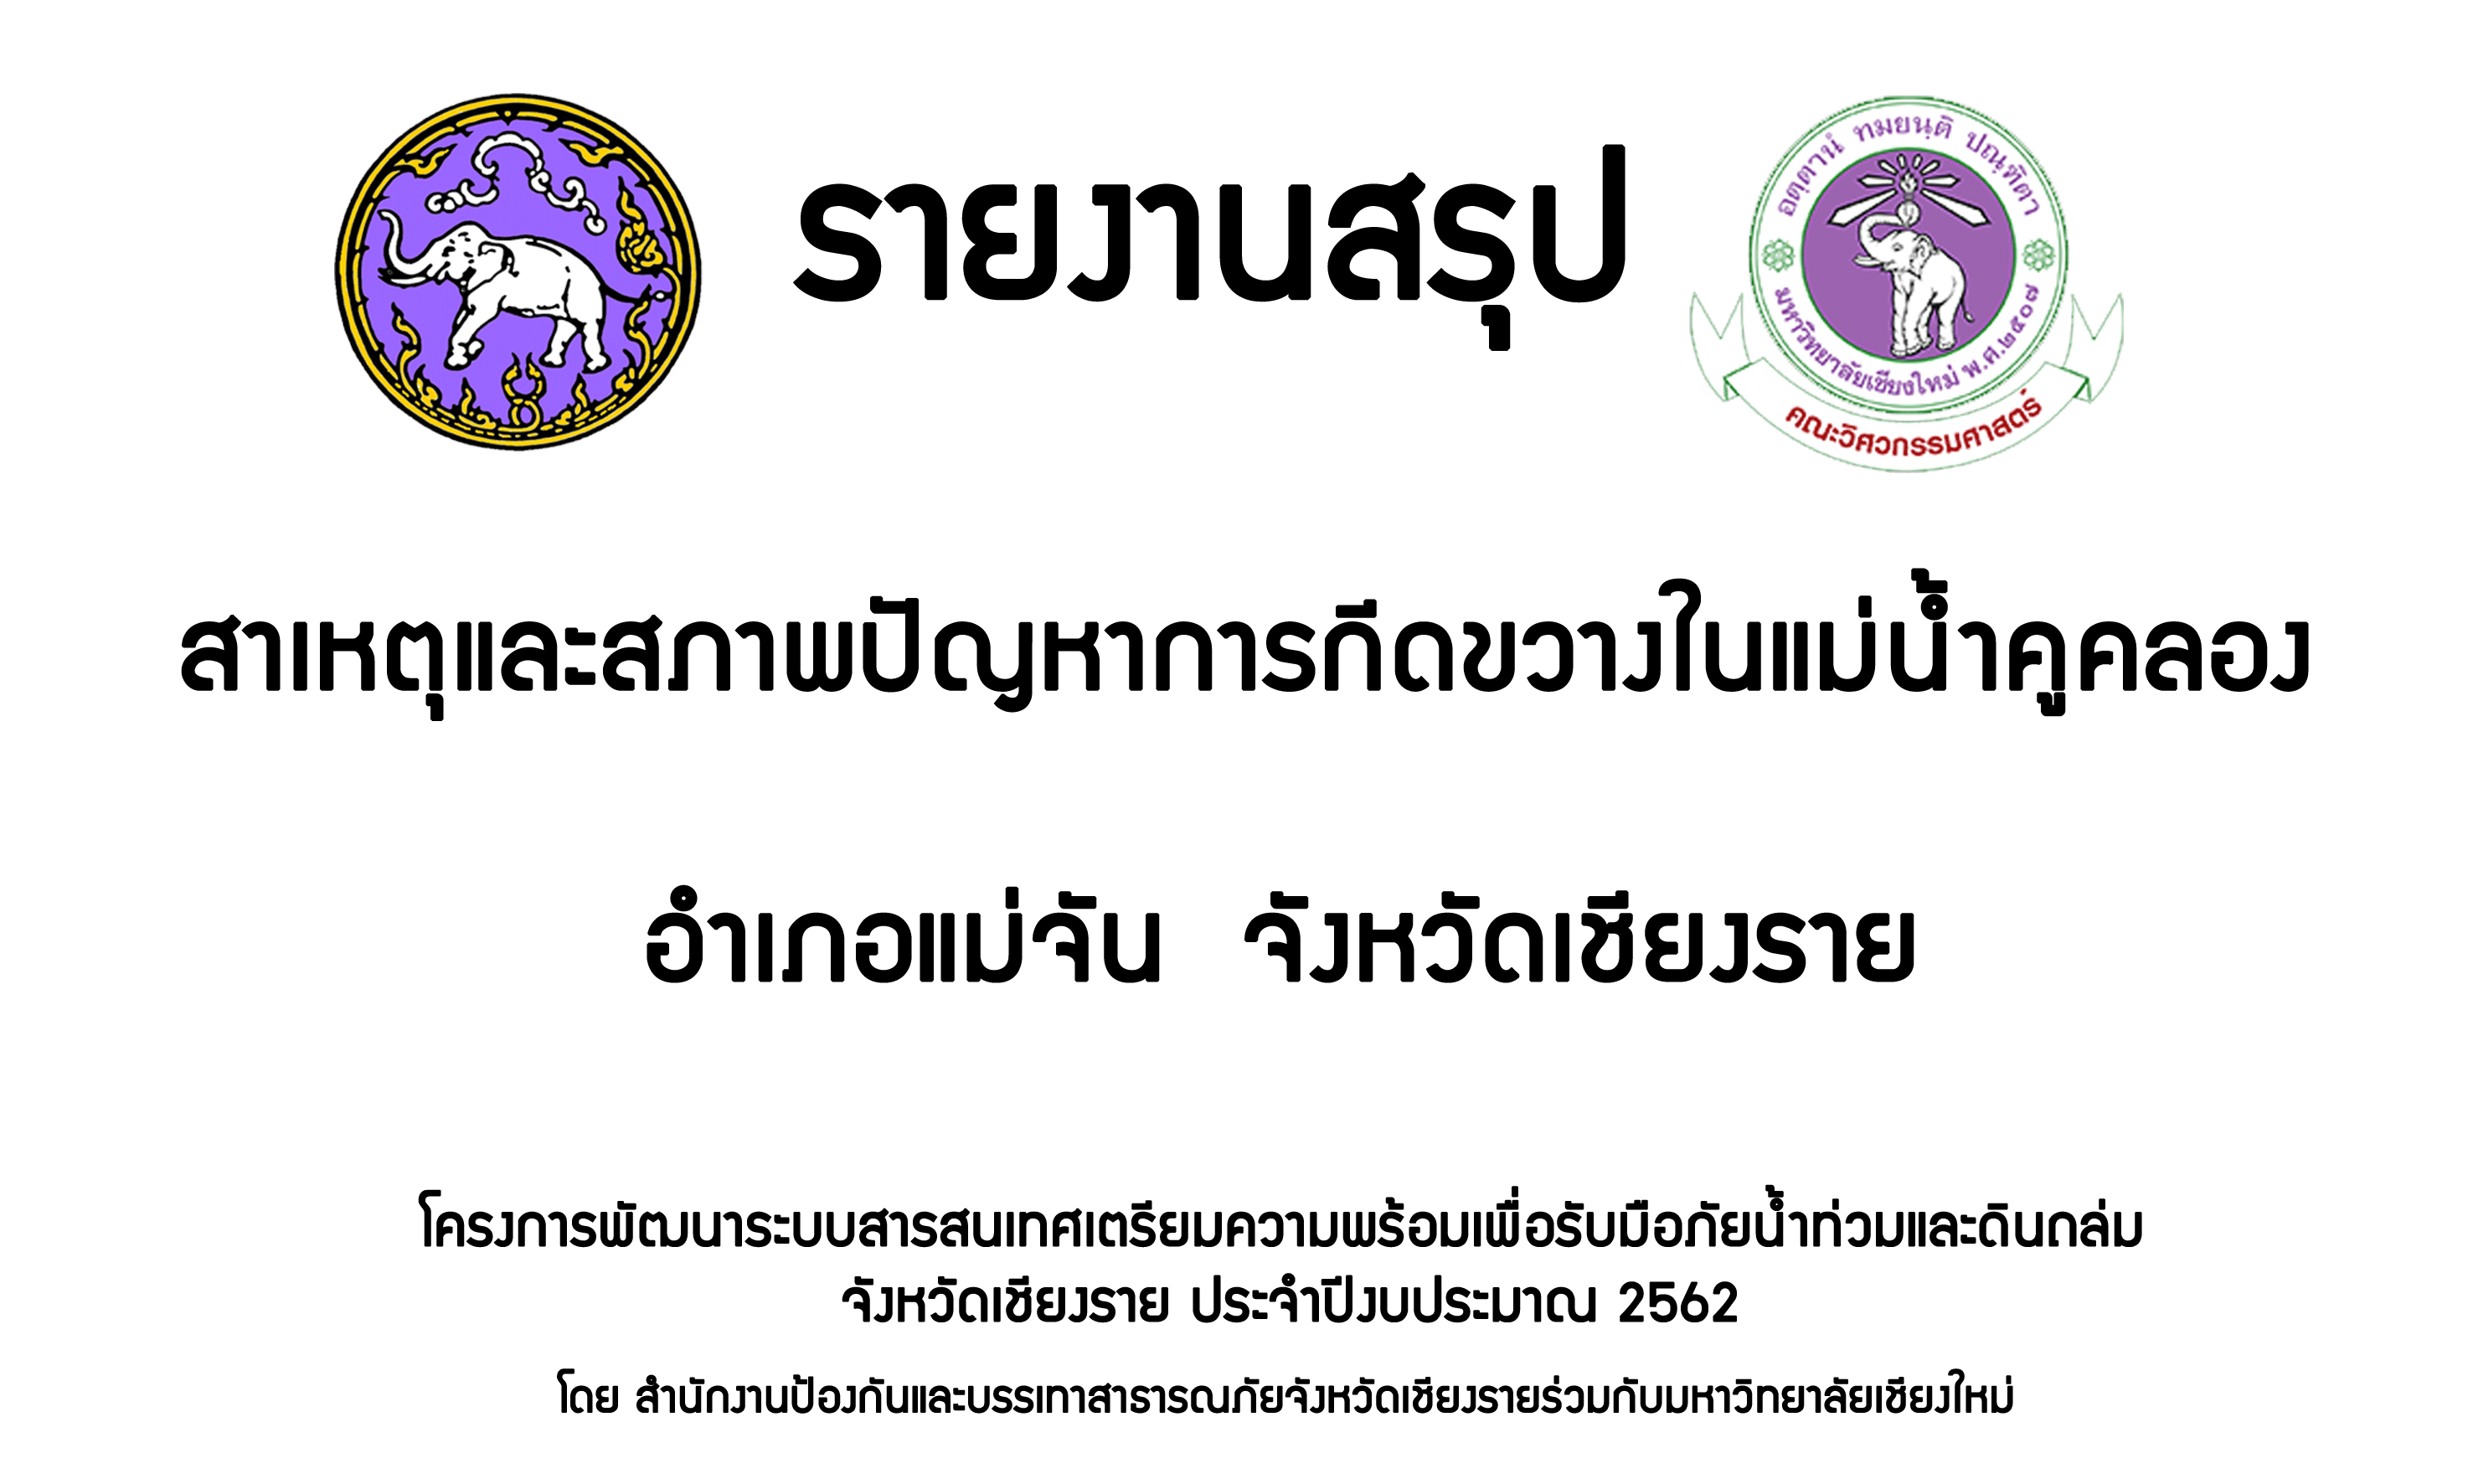 รายงานสรุป
อตฺตานํ ทมยนฺติ ปณฺฑิตา
มหาวิทยาลัยเชียงใหม่ พ.ศ.๒๕๐๗
คณะวิศวกรรมศาสตร์
สาเหตุและสภาพปัญหาการกีดขวางในแม่น้ำคูคลอง
อำเภอแม่จัน จังหวัดเชียงราย
โครงการพัฒนาระบบสารสนเทศเตรียมความพร้อมเพื่อรับมือภัยน้ำท่วมและดินถล่ม
จังหวัดเชียงราย ประจำปีงบประมาณ 2562
โดย สำนักงานป้องกันและบรรเทาสาธารณภัยจังหวัดเชียงรายร่วมกับมหาวิทยาลัยเชียงใหม่